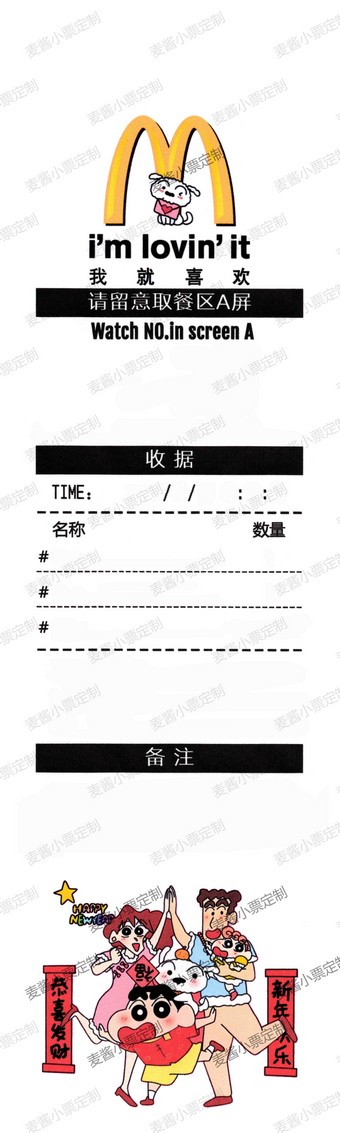 i'm lovin' it
我就喜欢
请留意取餐区A屏
Watch NO.in screen A
收据
TIME: / / : :
名称 数量
#
#
#
备注
HAPPY
NEWYEAR
福
恭喜发财
新年快乐
麦酱小票定制